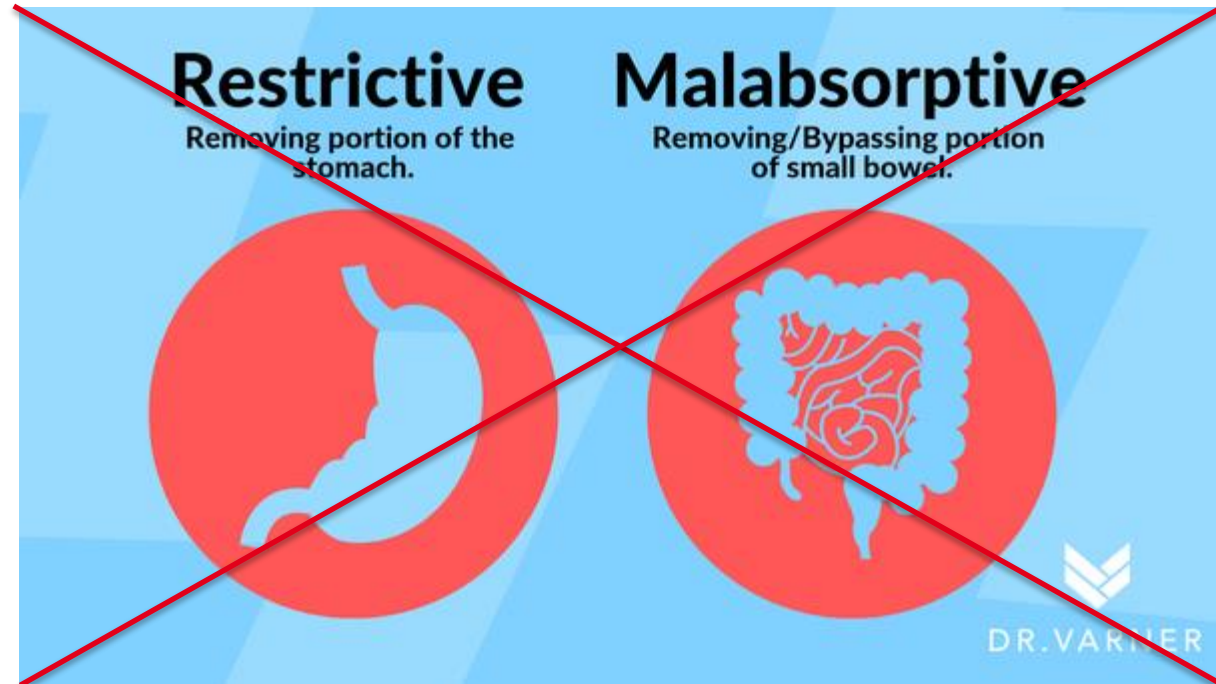 Restrictive
Removing portion of the
stomach.
Malabsorptive
Removing/Bypassing portion
of small bowel.
DR.VARNER